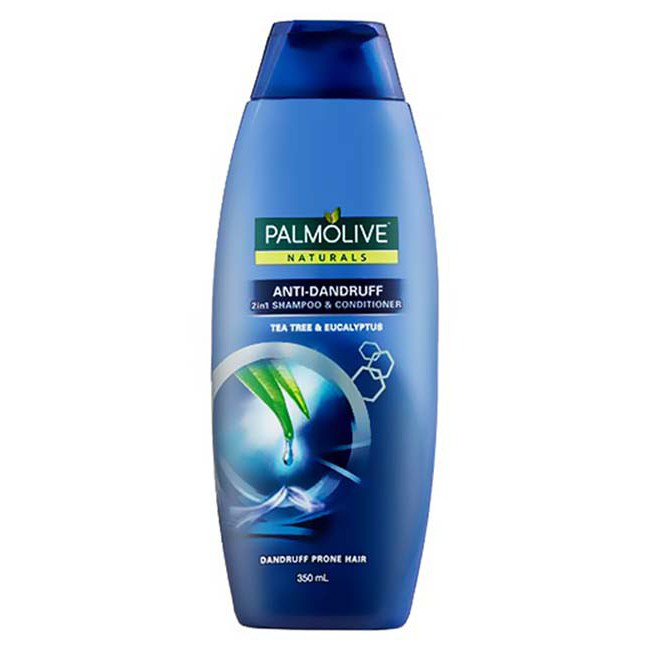 PALMOLIVE
NATURALS
ANTI-DANDRUFF
2in1 SHAMPOO & CONDITIONER
TEA TREE & EUCALYPTUS
DANDRUFF PRONE HAIR
350 mL